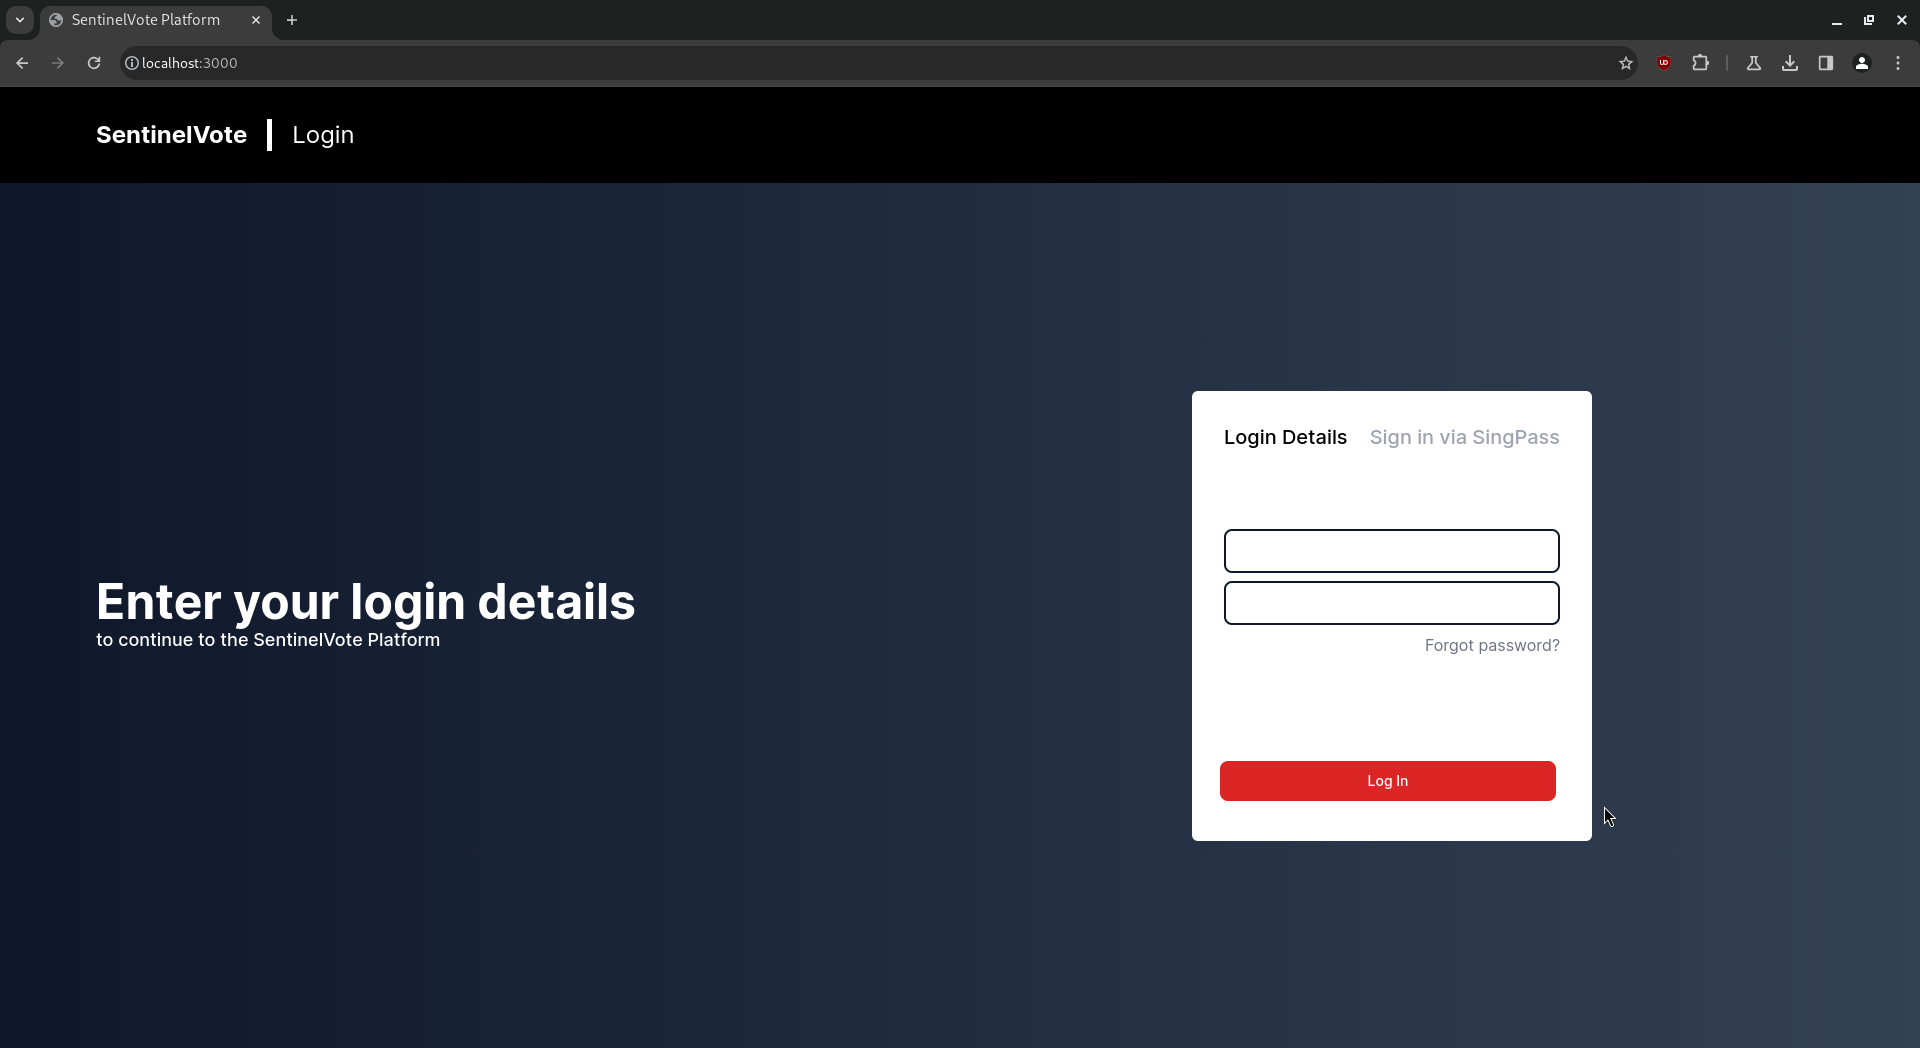 SentinelVote Platform
localhost:3000
SentinelVote | Login
Login Details Sign in via SingPass
Enter your login details
to continue to the SentinelVote Platform
Forgot password?
Log In